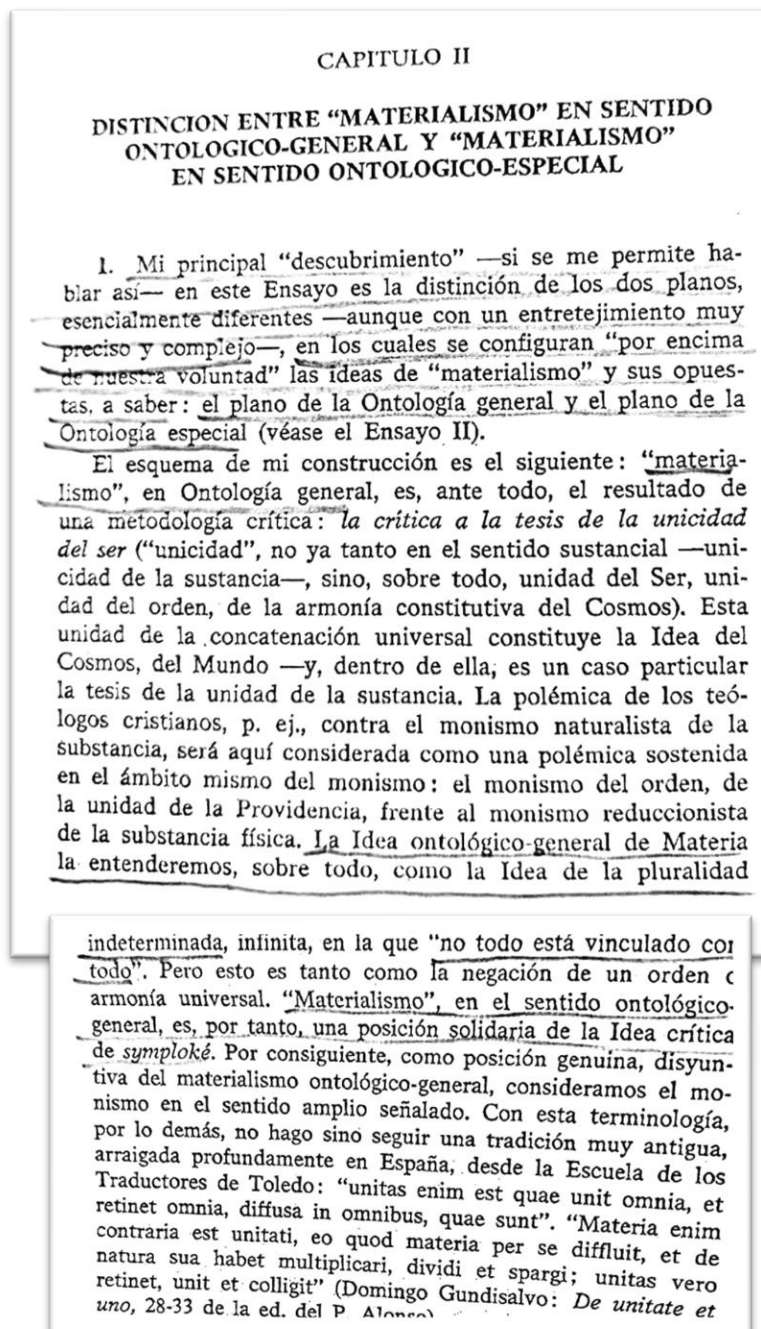 CAPITULO II
DISTINCION ENTRE "MATERIALISMO" EN SENTIDO
ONTOLOGICO-GENERAL Y "MATERIALISMO"
EN SENTIDO ONTOLOGICO-ESPECIAL
1. Mi principal "descubrimiento" —si se me permite ha-
blar así— en este Ensayo es la distinción de los dos planos,
esencialmente diferentes —aunque con un entretejimiento muy
preciso y complejo—, en los cuales se configuran "por encima
de nuestra voluntad" las ideas de "materialismo" y sus opues-
tas, a saber: el plano de la Ontología general y el plano de la
Ontología especial (véase el Ensayo II).
El esquema de mi construcción es el siguiente: "materia-
lismo", en Ontología general, es, ante todo, el resultado de
una metodología crítica: la crítica a la tesis de la unicidad
del ser ("unicidad", no ya tanto en el sentido sustancial —uni-
cidad de la sustancia—, sino, sobre todo, unidad del Ser, uni-
dad del orden, de la armonía constitutiva del Cosmos). Esta
unidad de la concatenación universal constituye la Idea del
Cosmos, del Mundo —y, dentro de ella, es un caso particular
la tesis de la unidad de la sustancia. La polémica de los teó-
logos cristianos, p. ej., contra el monismo naturalista de la
substancia, será aquí considerada como una polémica sostenida
en el ámbito mismo del monismo: el monismo del orden, de
la unidad de la Providencia, frente al monismo reduccionista
de la substancia física. La Idea ontológico-general de Materia
la entenderemos, sobre todo, como la Idea de la pluralidad
indeterminada, infinita, en la que "no todo está vinculado con
todo". Pero esto es tanto como la negación de un orden
armonía universal. "Materialismo", en el sentido ontológico-
general, es, por tanto, una posición solidaria de la Idea crítica
de symploké. Por consiguiente, como posición genuina, disyun-
tiva del materialismo ontológico-general, consideramos el mo-
nismo en el sentido amplio señalado. Con esta terminología,
por lo demás, no hago sino seguir una tradición muy antigua,
arraigada profundamente en España, desde la Escuela de los
Traductores de Toledo: "unitas enim est quae unit omnia, et
retinet omnia, diffusa in omnibus, quae sunt". "Materia enim
contraria est unitati, eo quod materia per se diffluit, et de
natura sua habet multiplicari, dividi et spargi; unitas vero
retinet, unit et colligit" (Domingo Gundisalvo: De unitate et
uno, 28-33 de la ed. del P. Alonso)